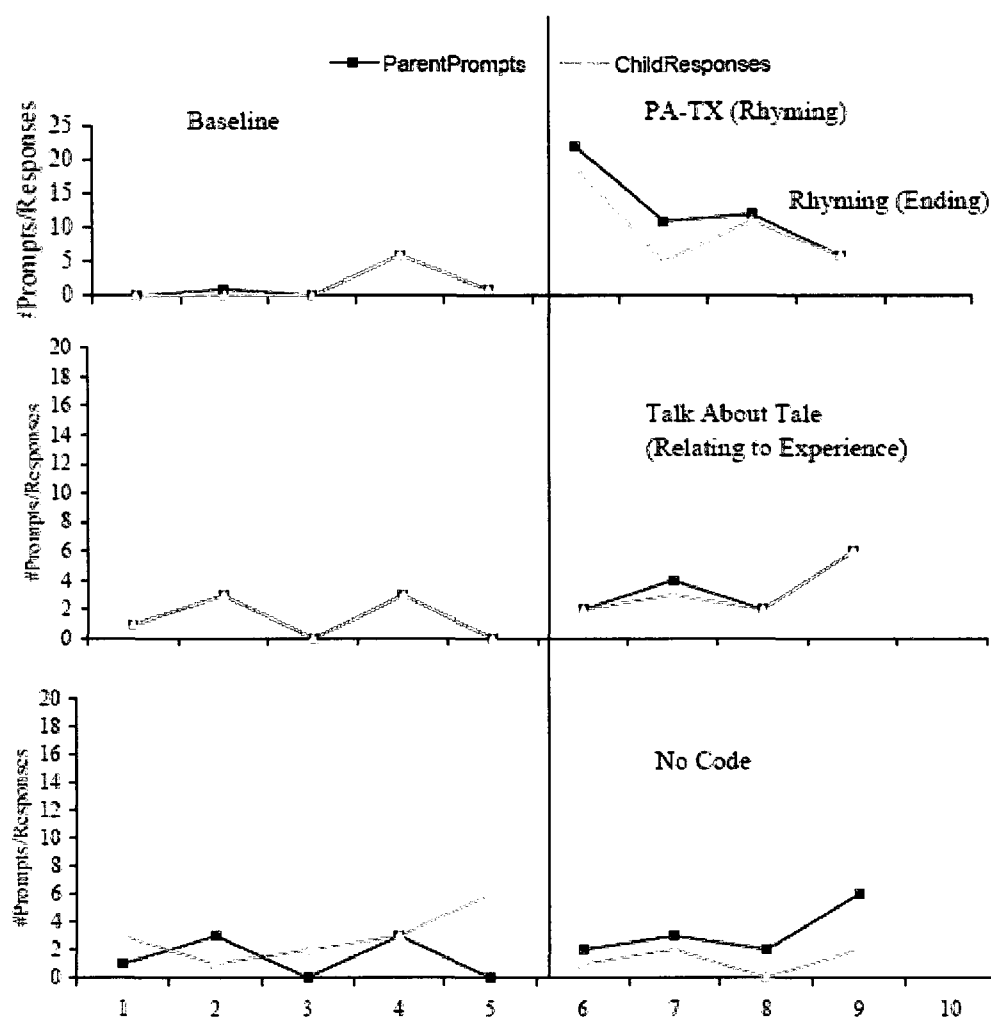 ParentPrompts ChildResponses
Baseline
PA-TX (Rhyming)
Rhyming (Ending)
#Prompts/Responses
25
20
15
10
5
0
Talk About Tale
(Relating to Experience)
#Prompts/Responses
20
18
16
14
12
10
8
6
4
2
0
No Code
#Prompts/Responses
20
18
16
14
12
10
8
6
4
2
0
1 2 3 4 5 6 7 8 9 10